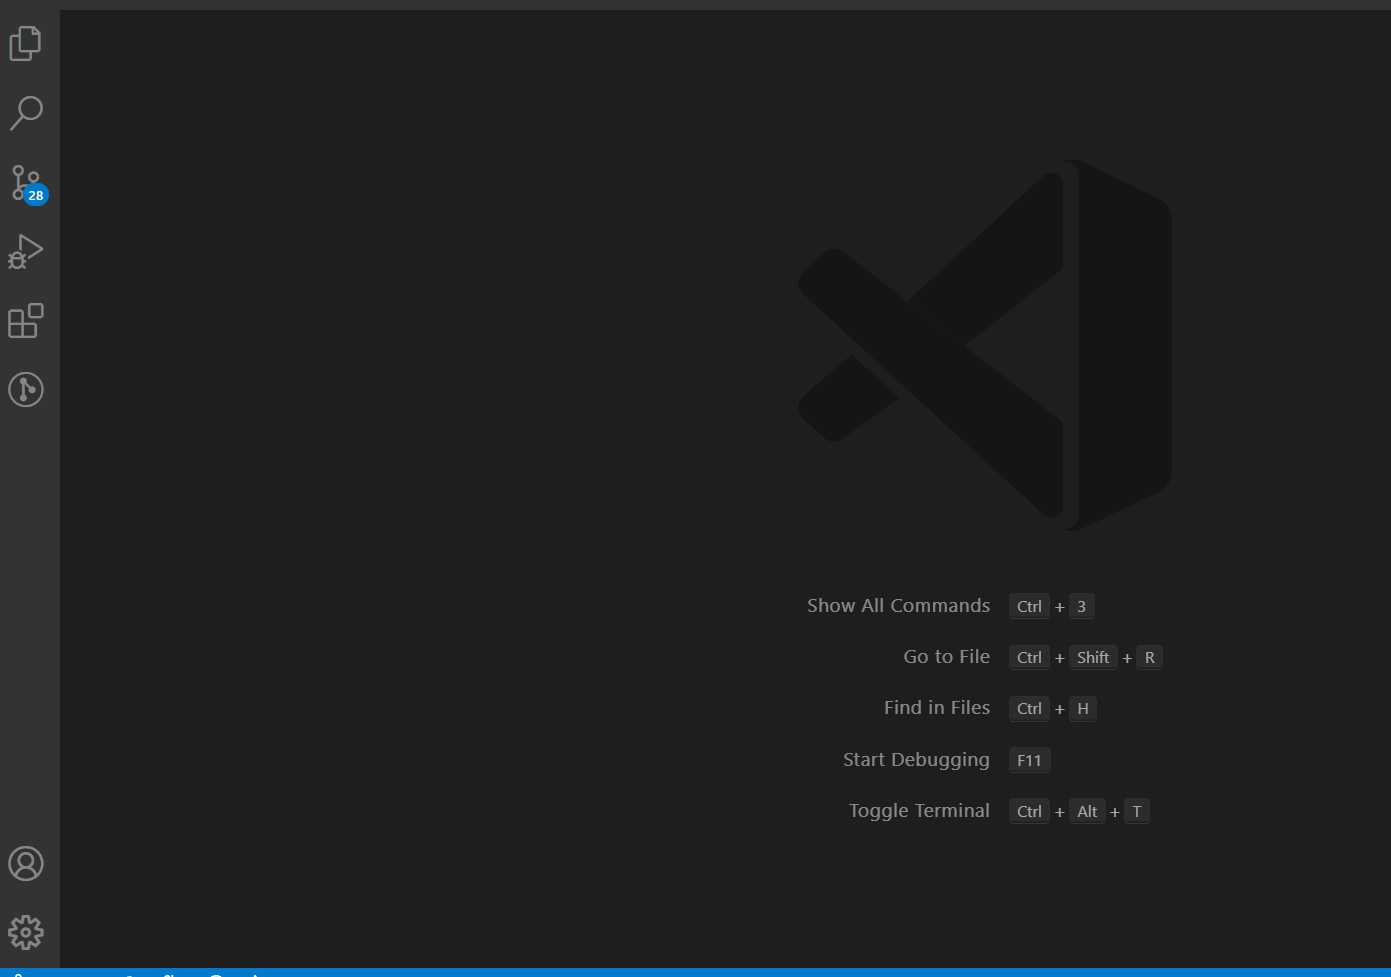 28
Show All Commands Ctrl + 3
Go to File Ctrl + Shift + R
Find in Files Ctrl + H
Start Debugging F11
Toggle Terminal Ctrl + Alt + T